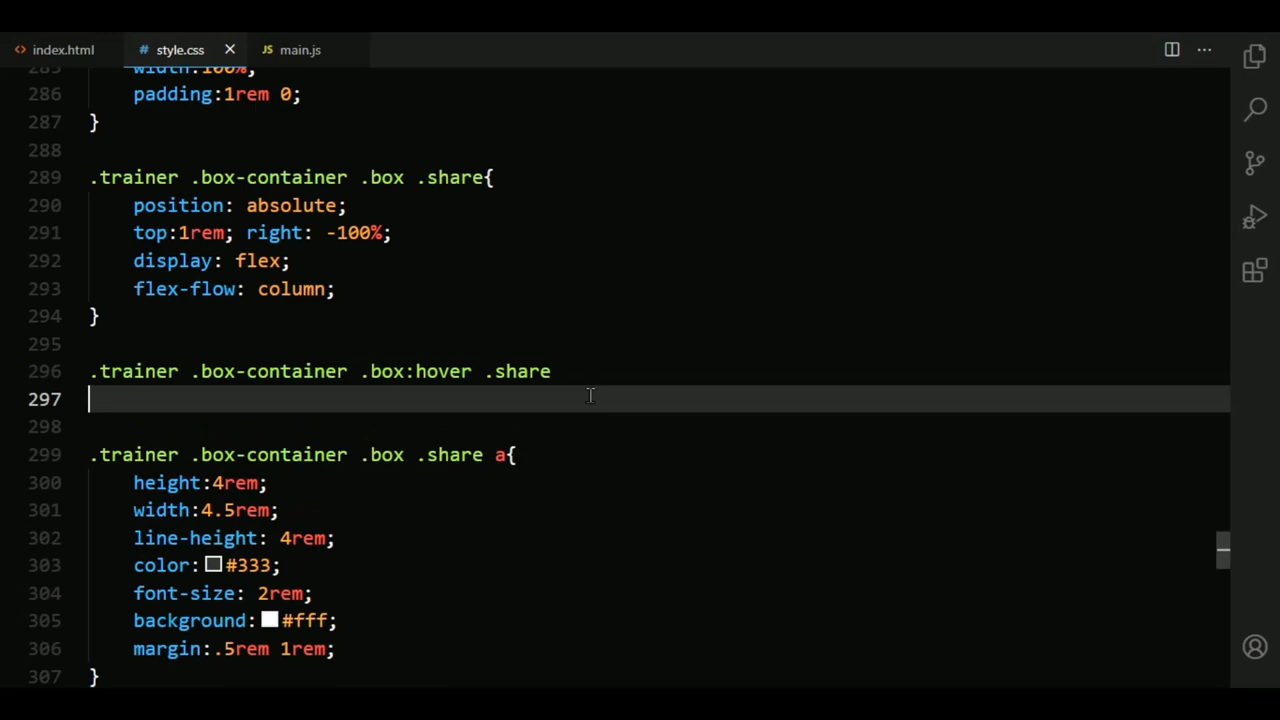 index.html
style.css
JS main.js
285 width:100%;
286 padding:1rem 0;
287 }
288
289 .trainer .box-container .box .share{
290 position: absolute;
291 top:1rem; right: -100%;
292 display: flex;
293 flex-flow: column;
294 }
295
296 .trainer .box-container .box:hover .share
297
298
299 .trainer .box-container .box .share a{
300 height:4rem;
301 width:4.5rem;
302 line-height: 4rem;
303 color:#333;
304 font-size: 2rem;
305 background:#fff;
306 margin:.5rem 1rem;
307 }